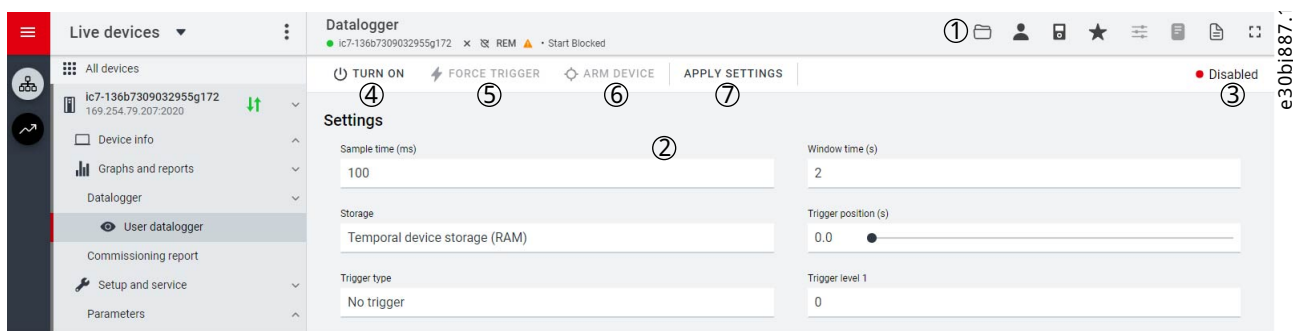 Live devices
Datalogger
ic7-136b7309032955g172 REM • Start Blocked
①
All devices
TURN ON FORCE TRIGGER ARM DEVICE APPLY SETTINGS Disabled
④ ⑤ ⑥ ⑦ ③
ic7-136b7309032955g172
169.254.79.207:2020
Device info
Graphs and reports
Datalogger
User datalogger
Commissioning report
Setup and service
Parameters
Settings
②
Sample time (ms) Window time (s)
100 2
Storage Trigger position (s)
Temporal device storage (RAM) 0.0
Trigger type Trigger level 1
No trigger 0